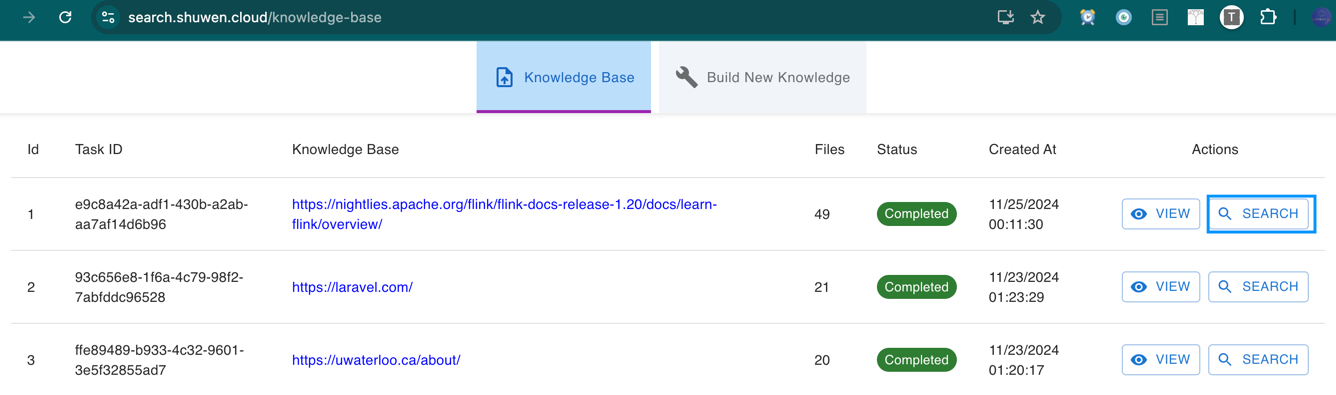 search.shuwen.cloud/knowledge-base
T
Knowledge Base
Build New Knowledge
Id Task ID Knowledge Base Files Status Created At Actions
e9c8a42a-adf1-430b-a2ab- https://nightlies.apache.org/flink/flink-docs-release-1.20/docs/learn- 11/25/2024
1 49 Completed VIEW SEARCH
aa7af14d6b96 flink/overview/ 00:11:30
93c656e8-1f6a-4c79-98f2- 11/23/2024
2 https://laravel.com/ 21 Completed VIEW SEARCH
7abfddc96528 01:23:29
ffe89489-b933-4c32-9601- 11/23/2024
3 https://uwaterloo.ca/about/ 20 Completed VIEW SEARCH
3e5f32855ad7 01:20:17